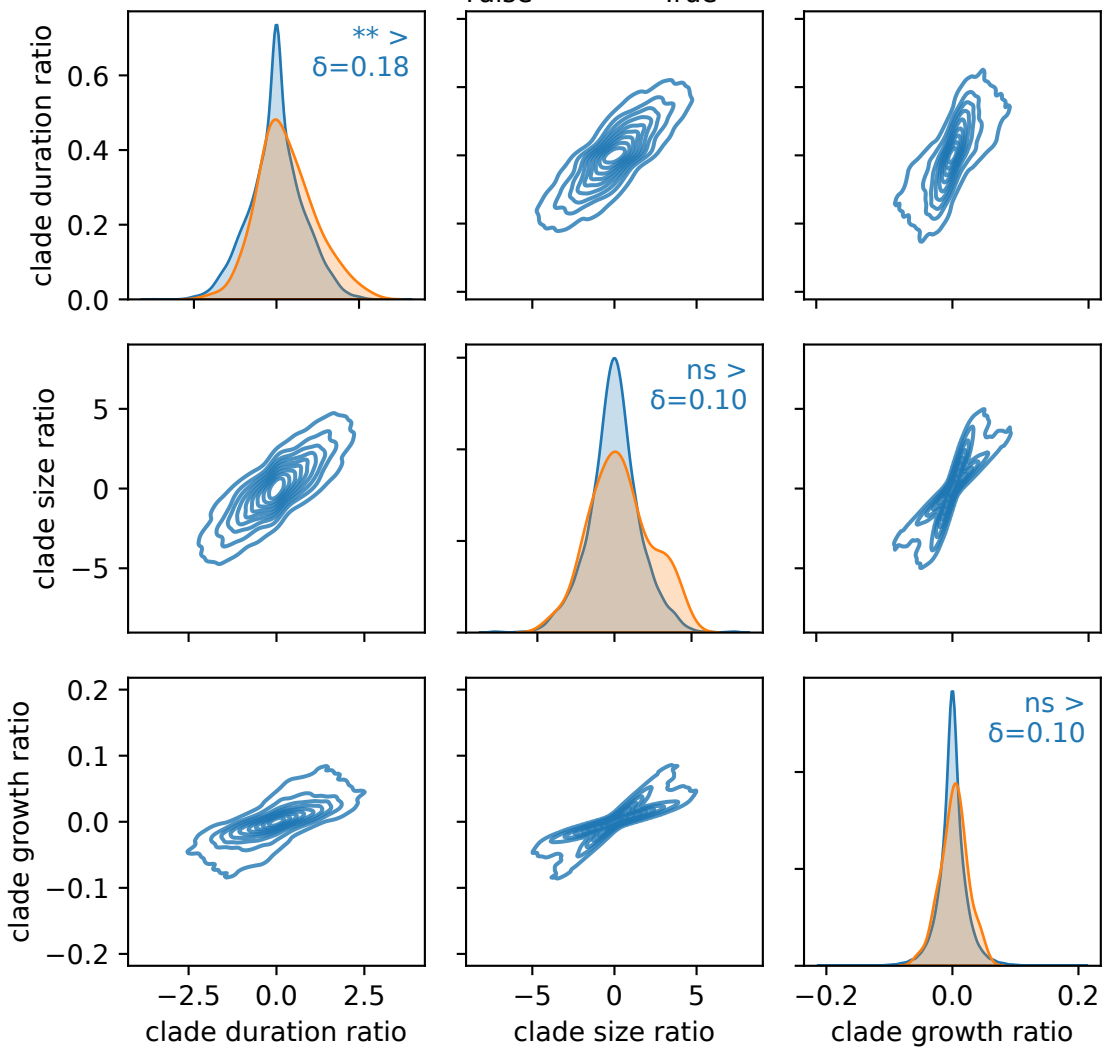 False True
clade duration ratio
0.6
0.4
0.2
0.0
** >
δ=0.18
clade size ratio
5
0
−5
ns >
δ=0.10
clade growth ratio
0.2
0.1
0.0
−0.1
−0.2
ns >
δ=0.10
−2.5 0.0 2.5
−5 0 5
−0.2 0.0 0.2
clade duration ratio
clade size ratio
clade growth ratio